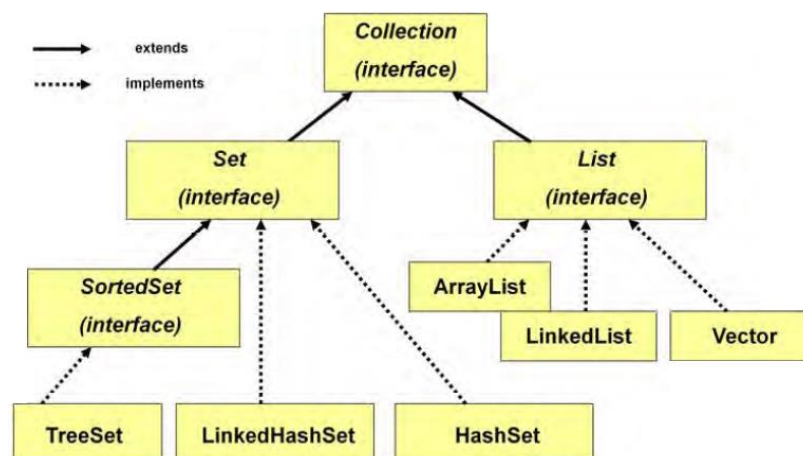 Collection
(interface)
extends
implements
Set
(interface)
List
(interface)
SortedSet
(interface)
ArrayList
LinkedList
Vector
TreeSet
LinkedHashSet
HashSet